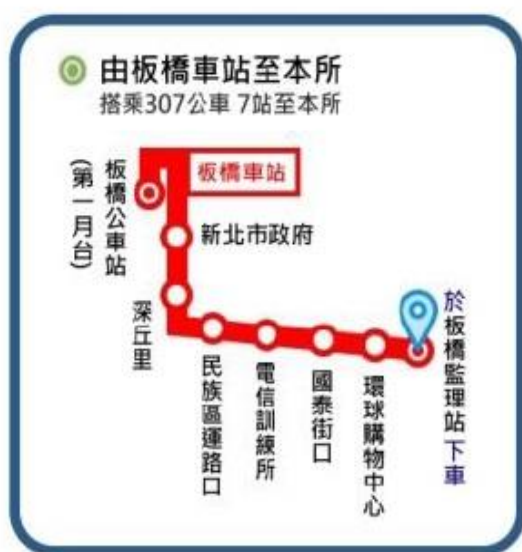 由板橋車站至本所
搭乘307公車 7站至本所
板橋車站
板橋公車站
(第一月台)
新北市政府
深丘里
民族區運路口
電信訓練所
國泰街口
環球購物中心
於板橋監理站下車